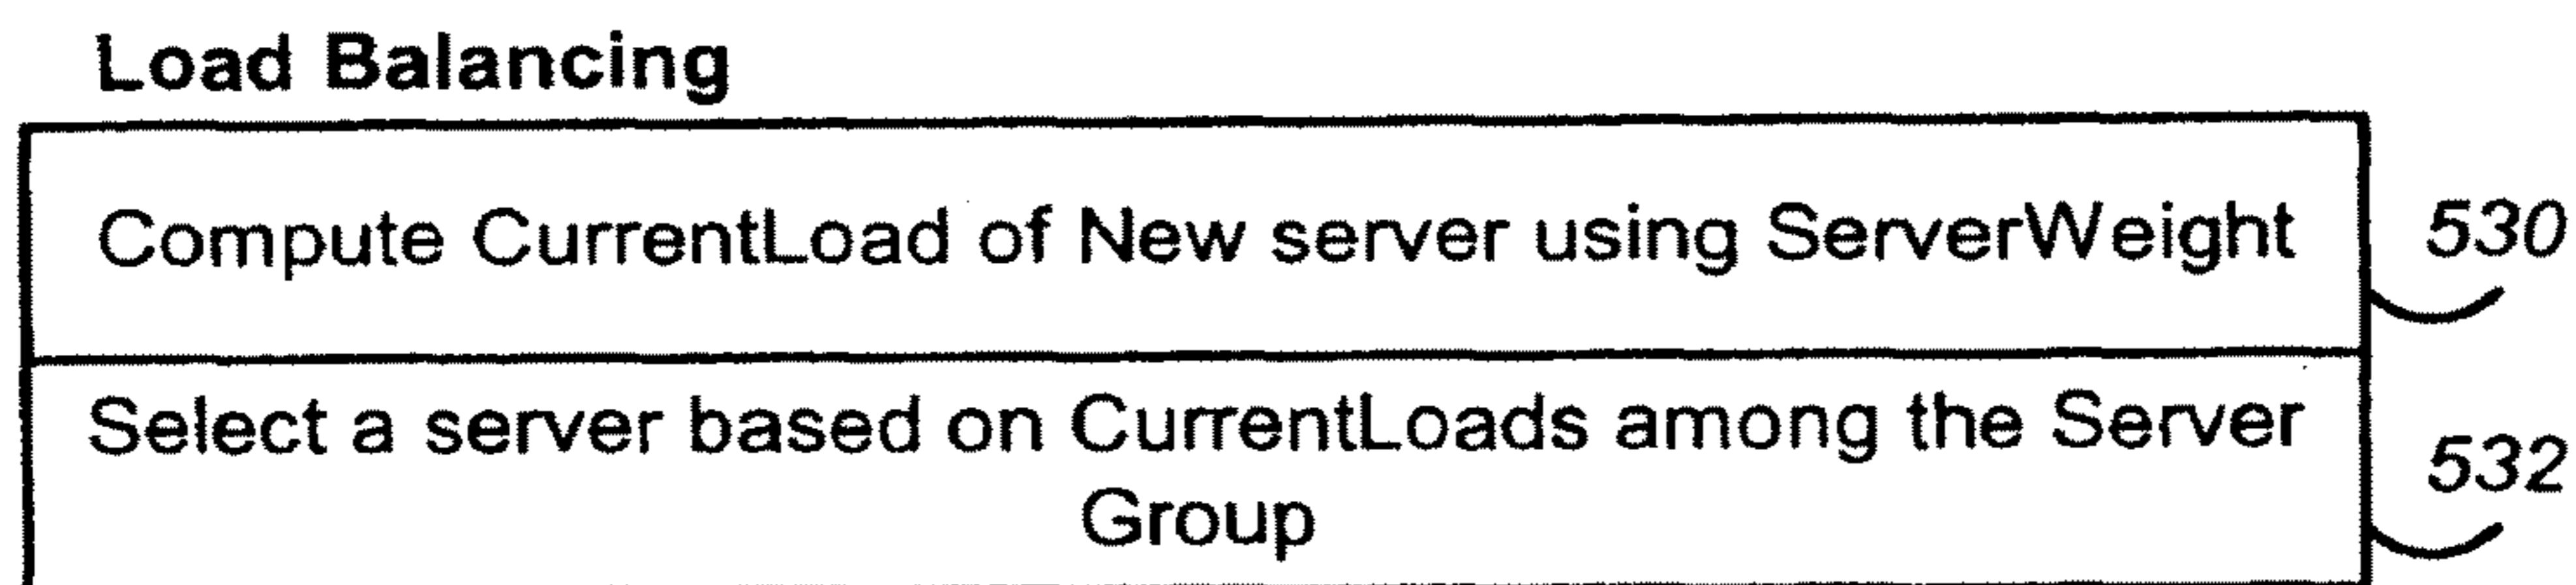 Load Balancing
Compute CurrentLoad of New server using ServerWeight
530
Select a server based on CurrentLoads among the Server
Group
532